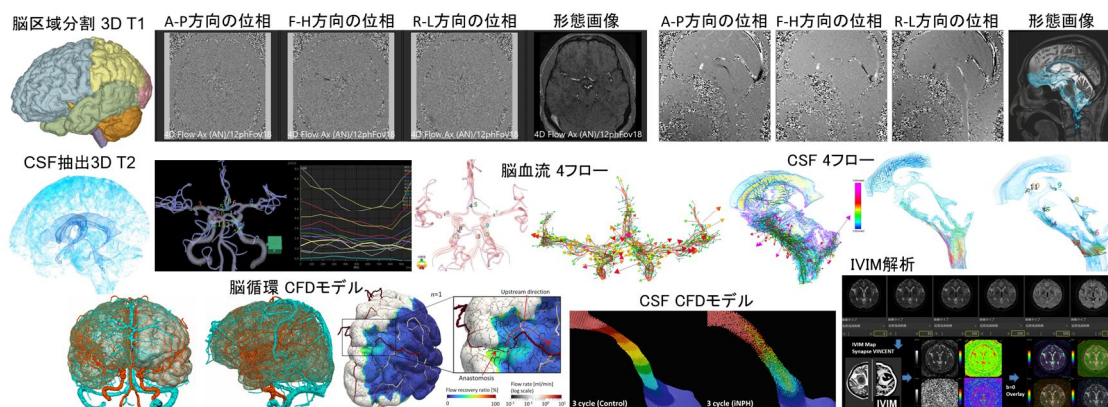 脳区域分割 3D T1
A-P方向の位相
F-H方向の位相
R-L方向の位相
形態画像
A-P方向の位相
F-H方向の位相
R-L方向の位相
形態画像
4D Flow Ax (AN)/12phFov18
4D Flow Ax (AN)/12phFov18
4D Flow Ax (AN)/12phFov18
4D Flow Ax (AN)/12phFov18
CSF抽出3D T2
脳血流 4フロー
CSF 4フロー
IVIM解析
脳循環 CFDモデル
n=1
Upstream direction
Anastomosis
Flow recovery ratio [%]
0
100
Flow rate [ml/min]
(log scale)
CSF CFDモデル
3 cycle (Control)
3 cycle (iNPH)
IVIM Map
Synapse VINCENT
IVIM
b=0
Overlay